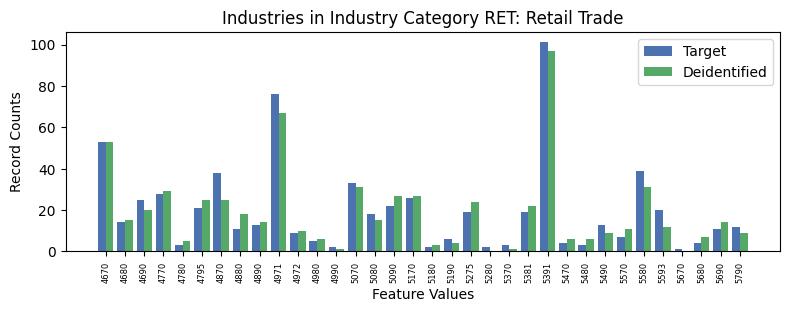 Industries in Industry Category RET: Retail Trade
Target
Deidentified
Record Counts
100
80
60
40
20
0
4670 4680 4690 4770 4780 4795 4870 4880 4890 4971 4972 4980 4990 5070 5080 5090 5170 5180 5190 5275 5280 5370 5381 5391 5470 5480 5490 5570 5580 5593 5670 5680 5690 5790
Feature Values